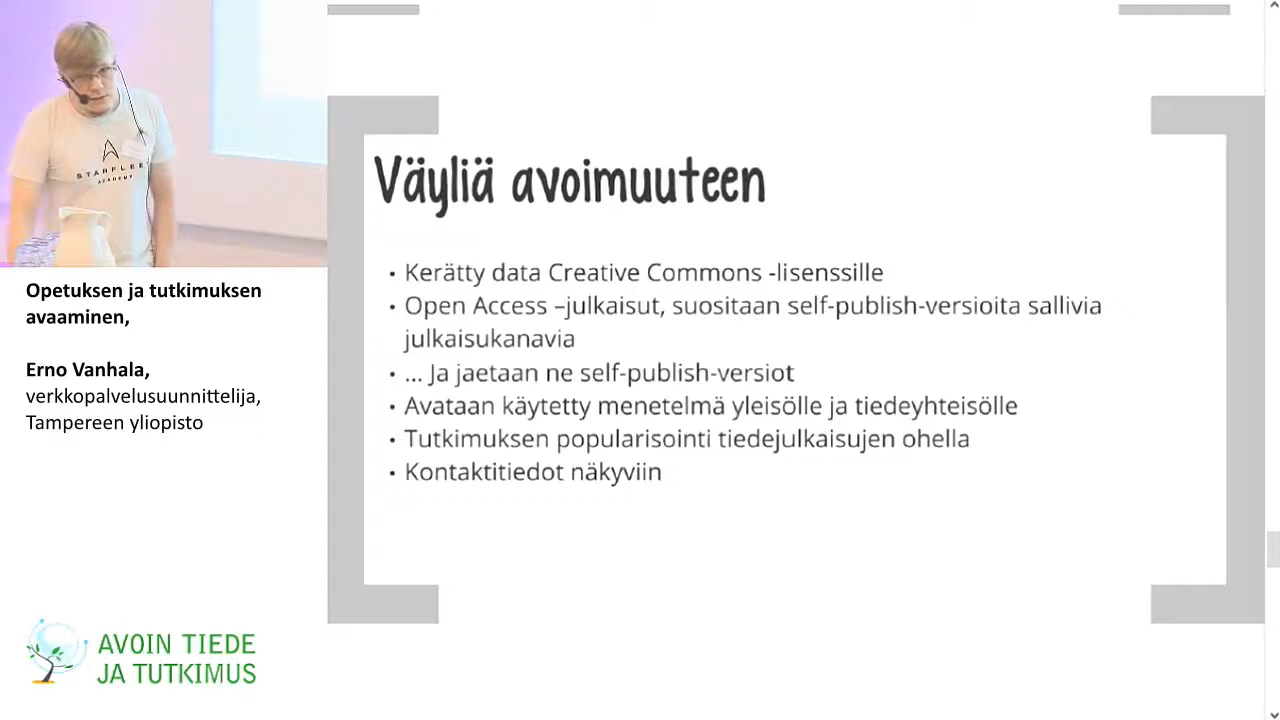 STARFLEET
ACADEMY
Opetuksen ja tutkimuksen
avaaminen,
Erno Vanhala,
verkkopalvelusuunnittelija,
Tampereen yliopisto
AVOIN TIEDE
JA TUTKIMUS
Väyliä avoimuuteen
• Kerätty data Creative Commons -lisenssille
• Open Access –julkaisut, suositaan self-publish-versioita sallivia
julkaisukanavia
• ... Ja jaetaan ne self-publish-versiot
• Avataan käytetty menetelmä yleisölle ja tiedeyhteisölle
• Tutkimuksen popularisointi tiedejulkaisujen ohella
• Kontaktitiedot näkyviin